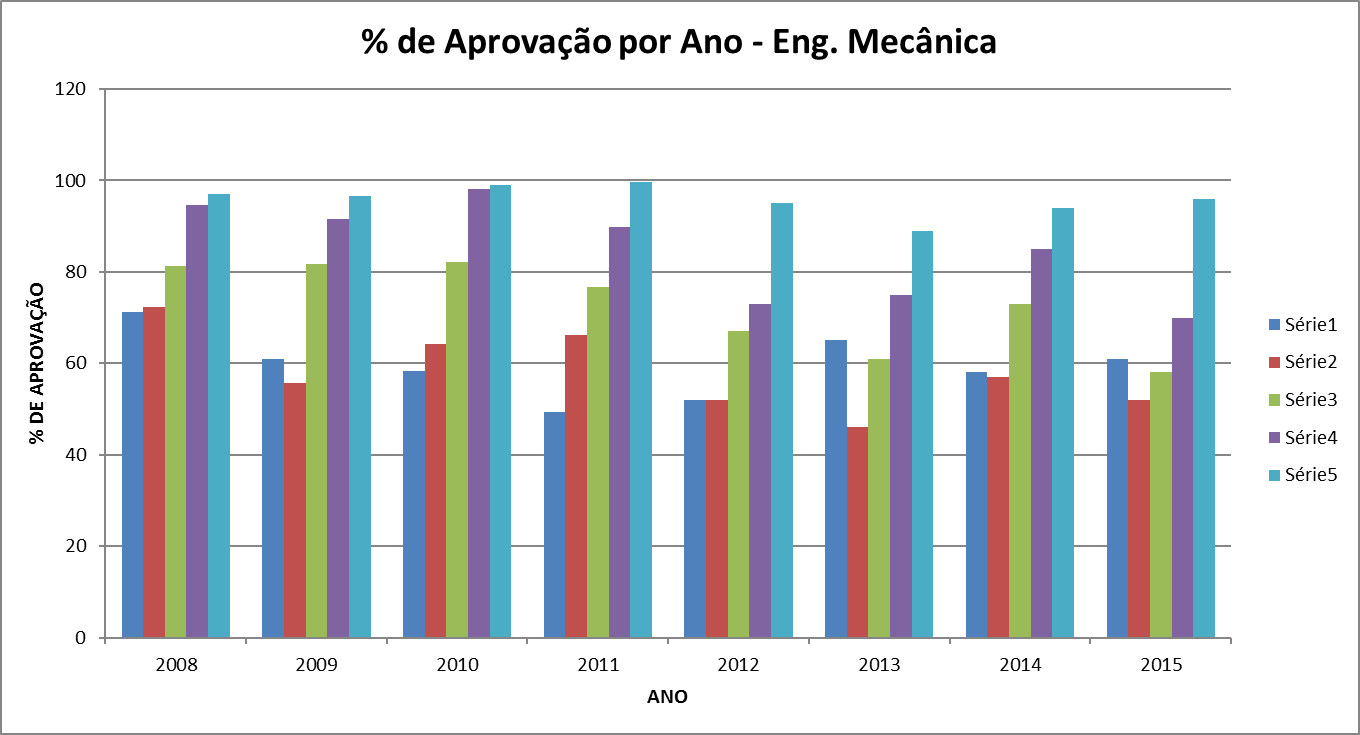 % de Aprovação por Ano - Eng. Mecânica
120
100
80
60
40
20
0
% DE APROVAÇÃO
2008 2009 2010 2011 2012 2013 2014 2015
ANO
Série1
Série2
Série3
Série4
Série5